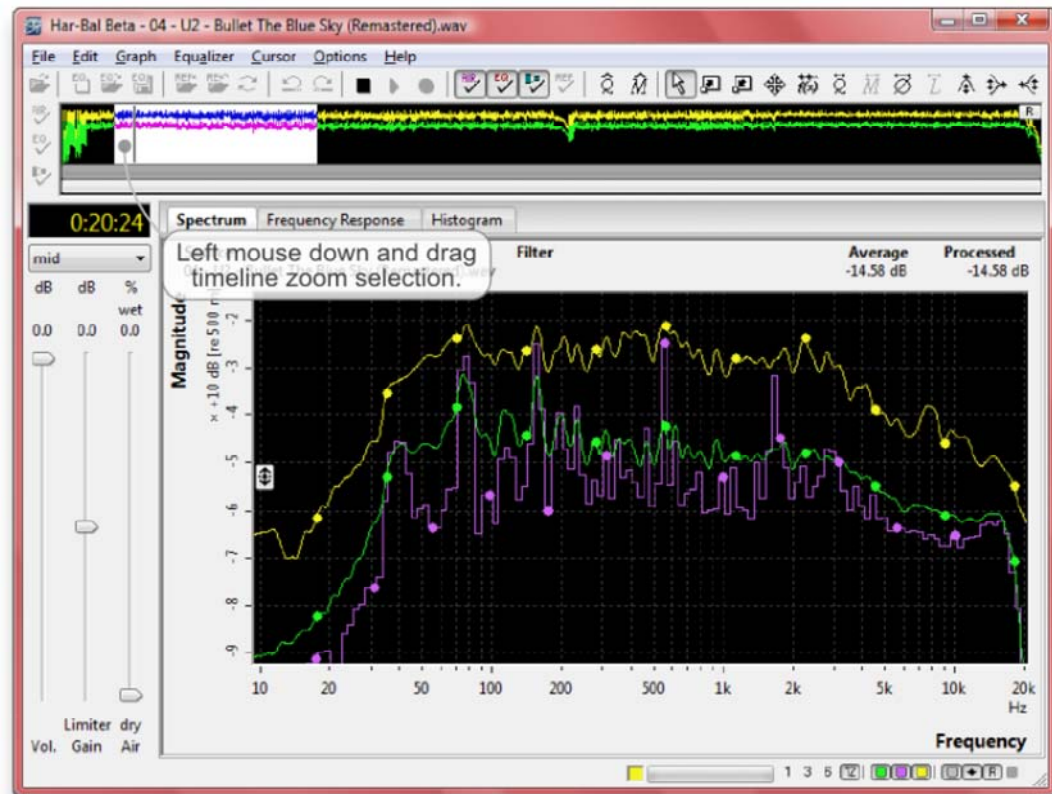 Har-Bal Beta - 04 - U2 - Bullet The Blue Sky (Remastered).wav
File Edit Graph Equalizer Cursor Options Help
R
0:20:24
Spectrum Frequency Response Histogram
mid
Left mouse down and drag
timeline zoom selection.
Filter
Average
Processed
-14.58 dB
-14.58 dB
dB dB %
wet
0.0 0.0 0.0
Magnitude
-2
-3
-4
-5
-6
-7
-8
-9
10 20 50 100 200 500 1k 2k 5k 10k 20k
Hz
Frequency
Limiter dry
Vol. Gain Air
1 3 6
R